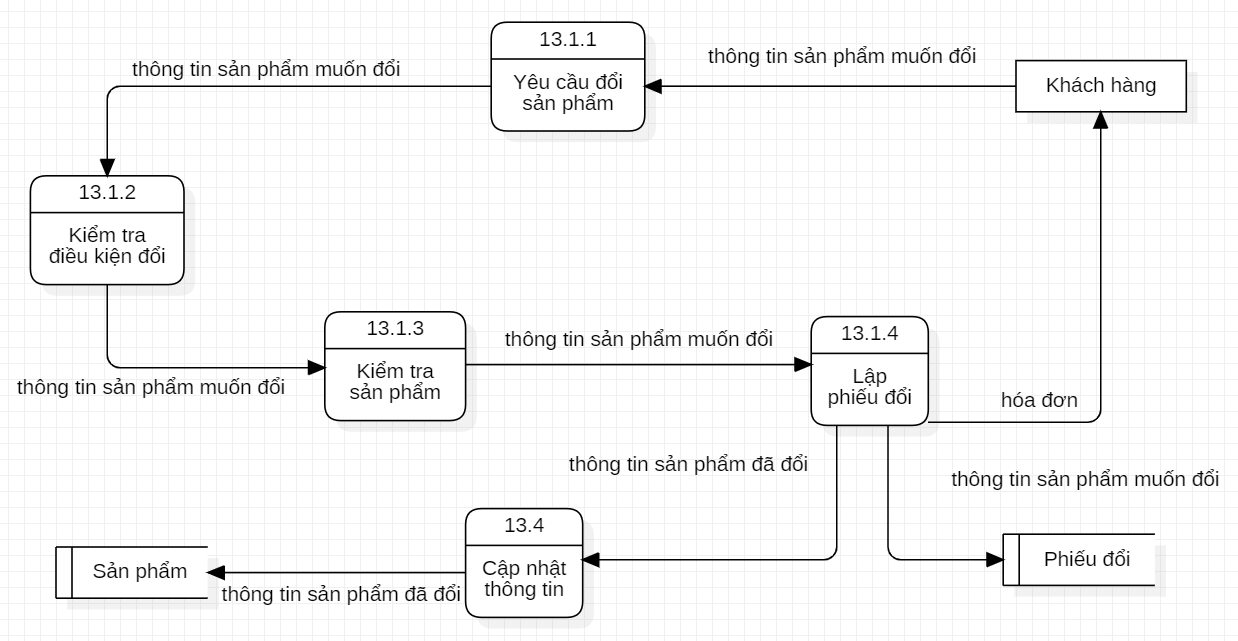 13.1.1
Yêu cầu đổi
sản phẩm
thông tin sản phẩm muốn đổi
thông tin sản phẩm muốn đổi
Khách hàng
13.1.2
Kiểm tra
điều kiện đổi
13.1.3
Kiểm tra
sản phẩm
thông tin sản phẩm muốn đổi
thông tin sản phẩm muốn đổi
13.1.4
Lập
phiếu đổi
hóa đơn
thông tin sản phẩm đã đổi
thông tin sản phẩm muốn đổi
13.4
Cập nhật
thông tin
Sản phẩm
thông tin sản phẩm đã đổi
Phiếu đổi